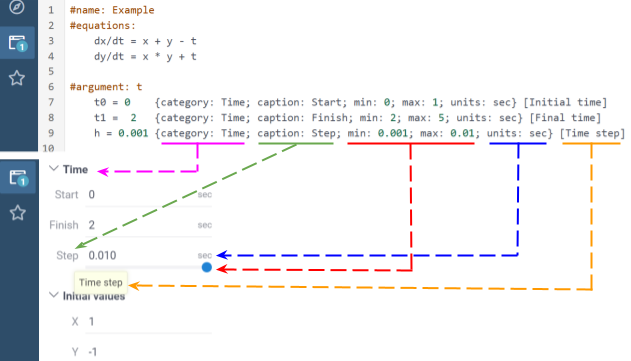 1 #name: Example
2 #equations:
3 dx/dt = x + y - t
4 dy/dt = x * y + t
5
6 #argument: t
7 t0 = 0 {category: Time; caption: Start; min: 0; max: 1; units: sec} [Initial time]
8 t1 = 2 {category: Time; caption: Finish; min: 2; max: 5; units: sec} [Final time]
9 h = 0.001 {category: Time; caption: Step; min: 0.001; max: 0.01; units: sec} [Time step]
10
1
1
Time
Start 0 sec
Finish 2 sec
Step 0.010 sec
Time step
Initial values
X 1
Y -1